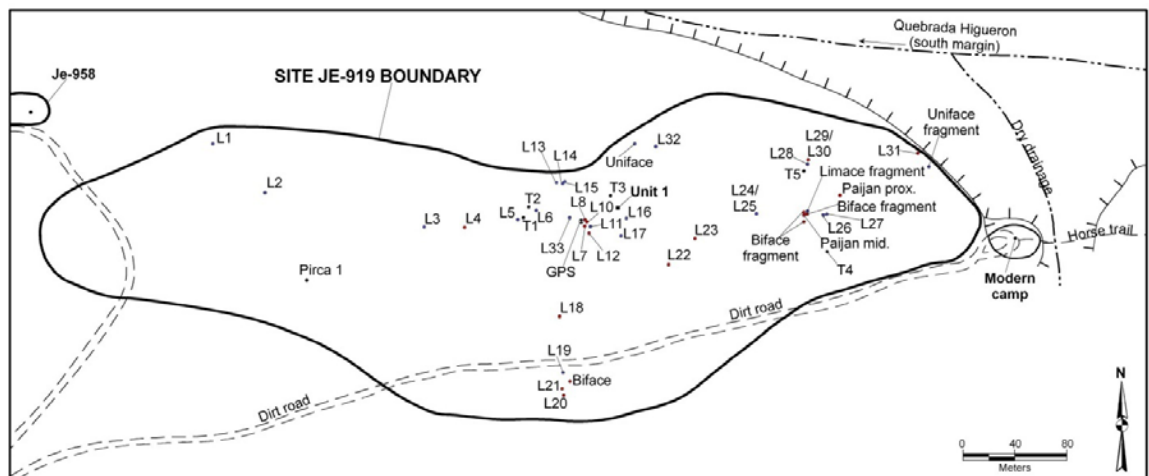 Quebrada Higueron
(south margin)
Je-958
SITE JE-919 BOUNDARY
Uniface
fragment
L1
L13
L14
L32
L29/
L28
L30
L31
Dry drainage
Uniface
Limace fragment
T5
L2
L15
T3
Unit 1
Paijan prox.
T2
L8
L10
L24/
L25
Biface fragment
L3
L4
L5
L6
T1
L16
L11
L26
L27
L33
L7
L17
L23
Biface
fragment
Paijan mid.
Horse trail
L12
GPS
L22
T4
Pirca 1
Modern
camp
L18
Dirt road
L19
N
Biface
L21
L20
Dirt road
0 40 80
Meters